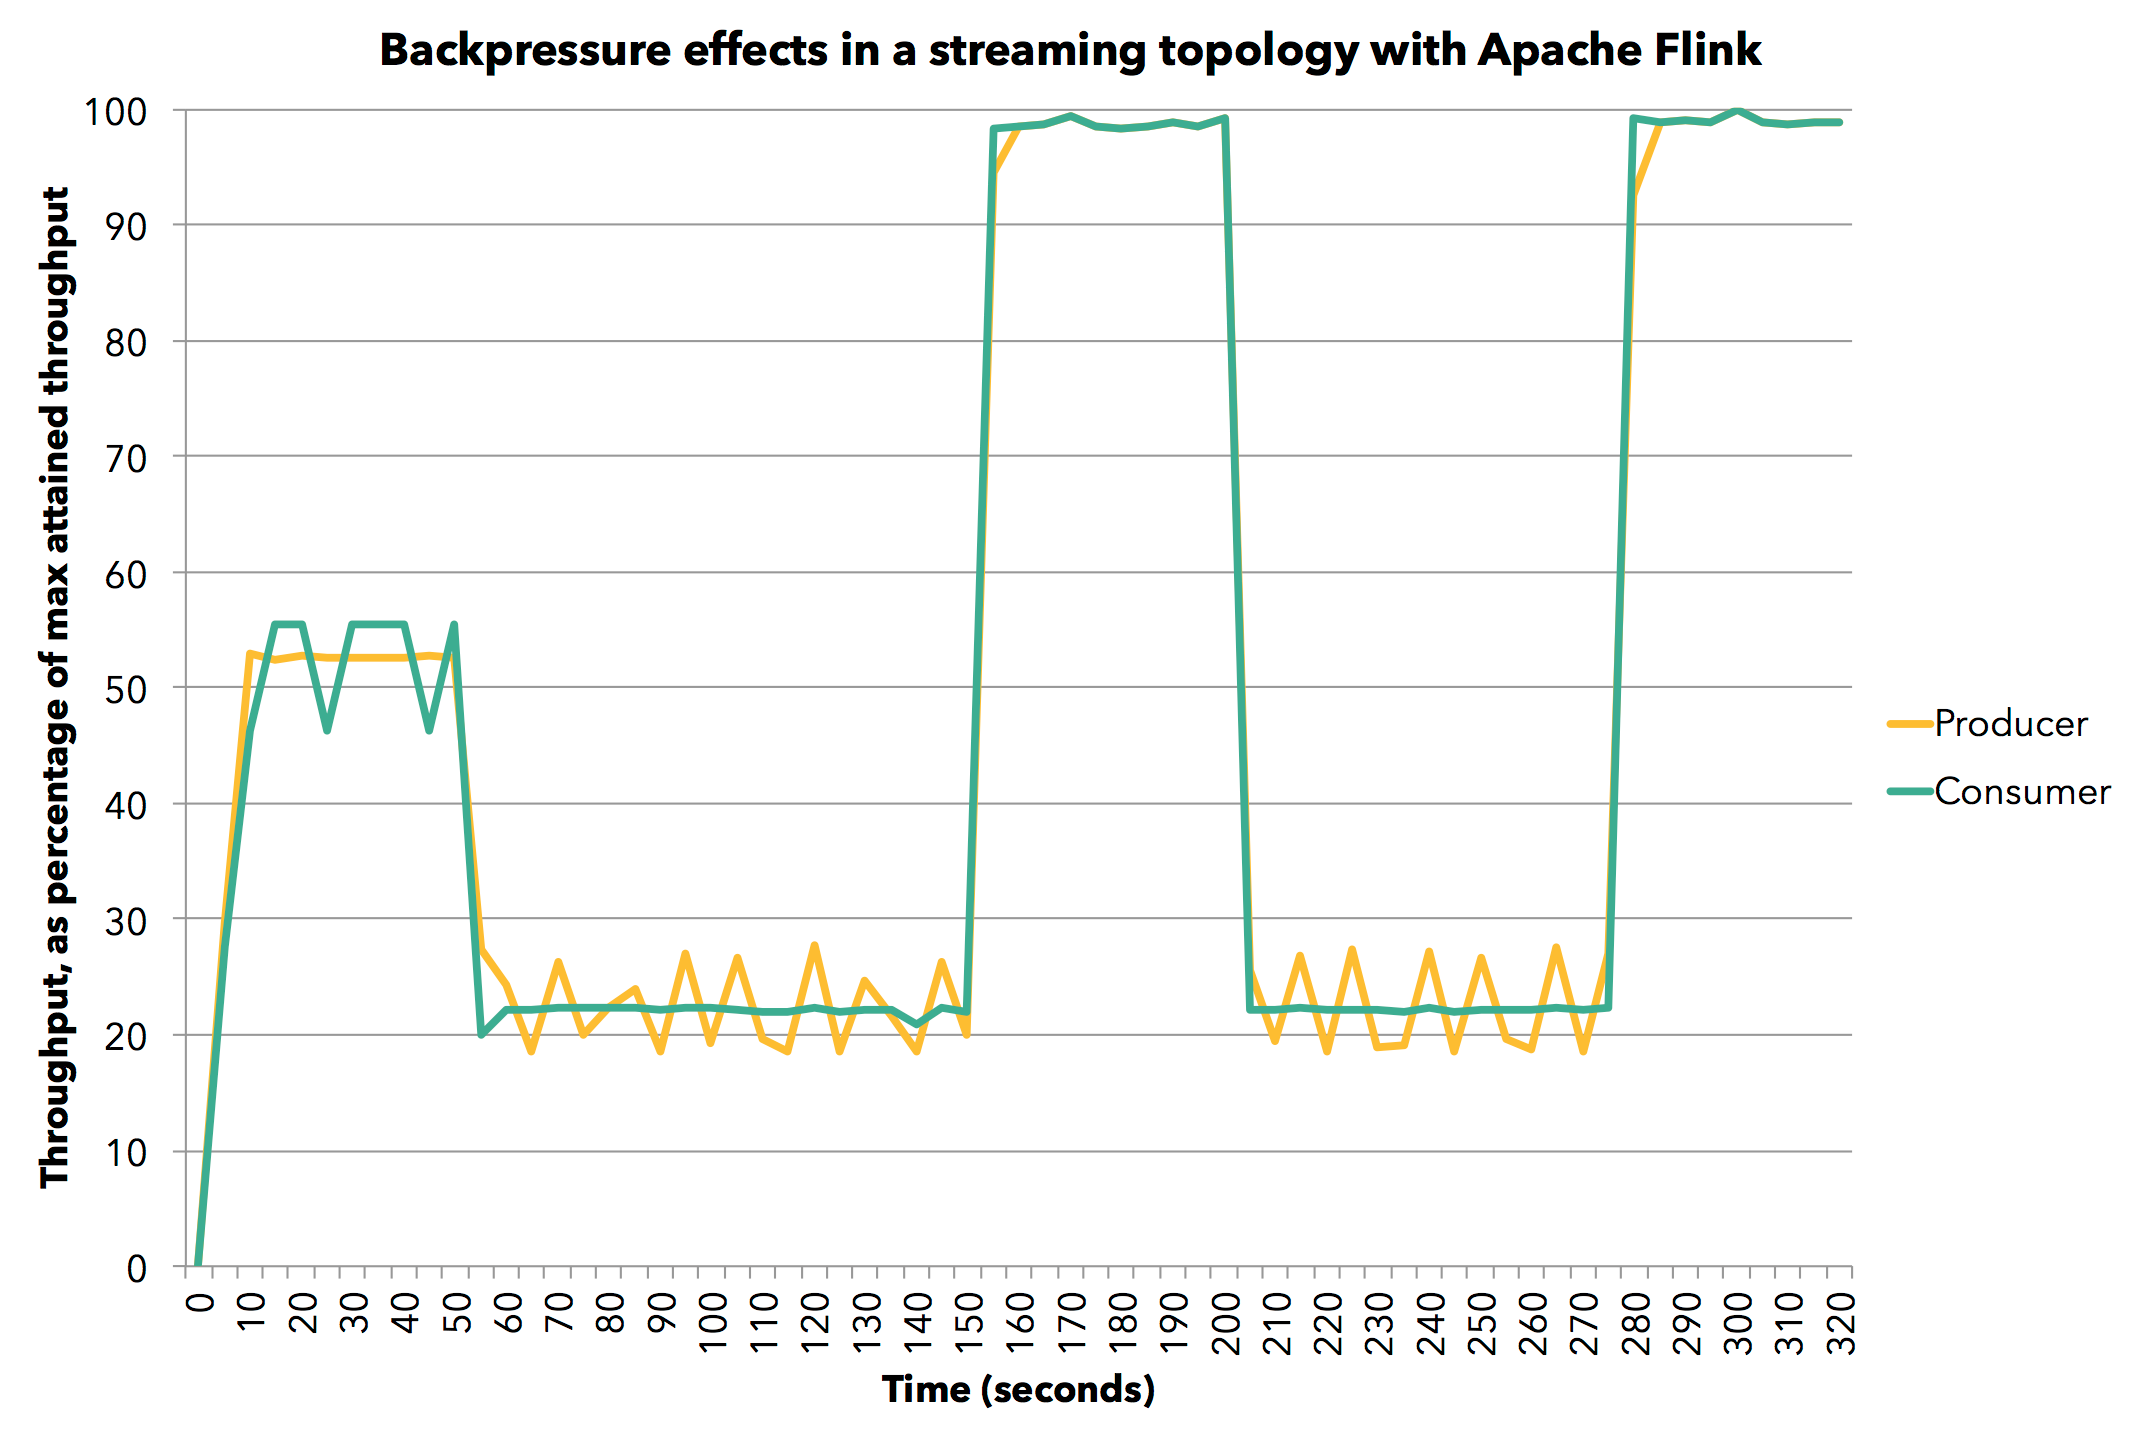 Backpressure effects in a streaming topology with Apache Flink
Throughput, as percentage of max attained throughput
100
90
80
70
60
50
40
30
20
10
0
Producer
Consumer
0 10 20 30 40 50 60 70 80 90 100 110 120 130 140 150 160 170 180 190 200 210 220 230 240 250 260 270 280 290 300 310 320
Time (seconds)